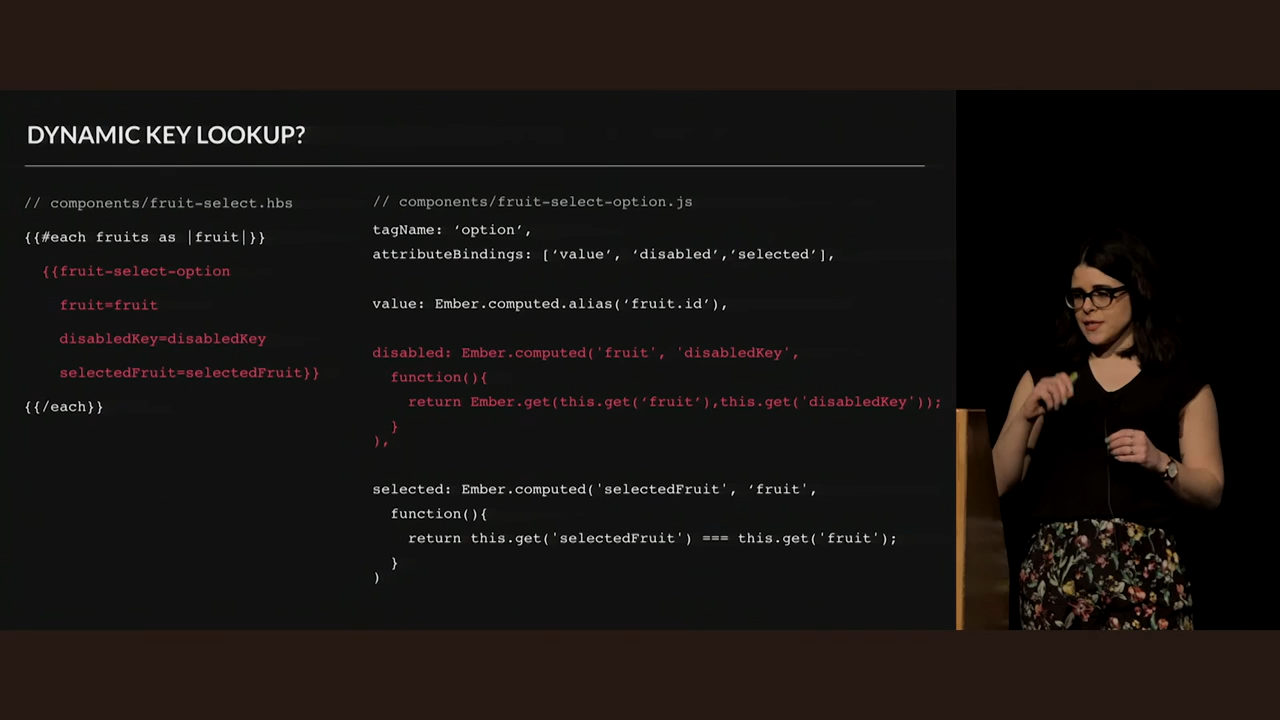 DYNAMIC KEY LOOKUP?
// components/fruit-select.hbs
{{#each fruits as |fruit|}}
{{fruit-select-option
fruit=fruit
disabledKey=disabledKey
selectedFruit=selectedFruit}}
{{/each}}
// components/fruit-select-option.js
tagName: ‘option’,
attributeBindings: [‘value’, ‘disabled’,‘selected’],
value: Ember.computed.alias(‘fruit.id’),
disabled: Ember.computed('fruit', 'disabledKey',
function(){
return Ember.get(this.get(‘fruit’),this.get('disabledKey'));
}
),
selected: Ember.computed('selectedFruit', ‘fruit',
function(){
return this.get('selectedFruit') === this.get('fruit');
}
)